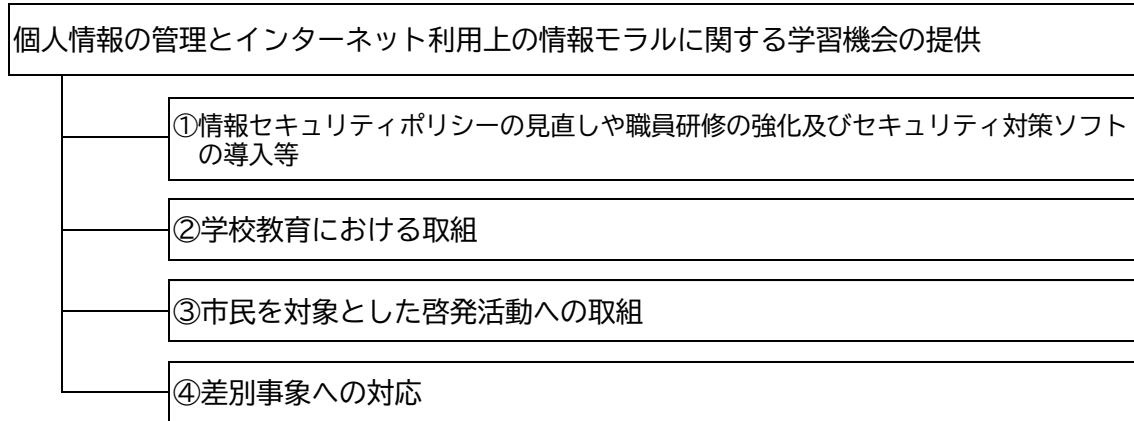 個人情報の管理とインターネット利用上の情報モラルに関する学習機会の提供
①情報セキュリティポリシーの見直しや職員研修の強化及びセキュリティ対策ソフト
の導入等
②学校教育における取組
③市民を対象とした啓発活動への取組
④差別事象への対応